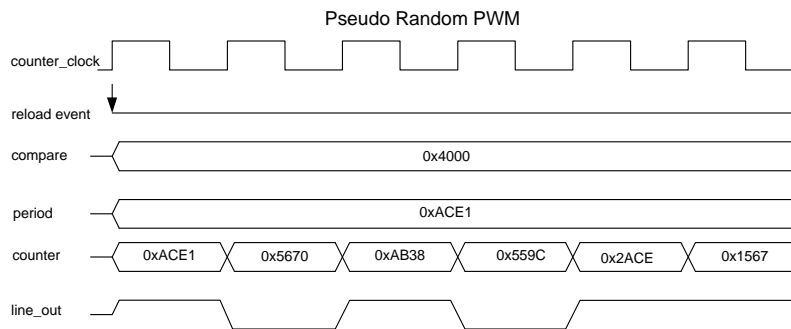 Pseudo Random PWM
counter_clock
reload event
compare
0x4000
period
0xACE1
counter
0xACE1 0x5670 0xAB38 0x559C 0x2ACE 0x1567
line_out